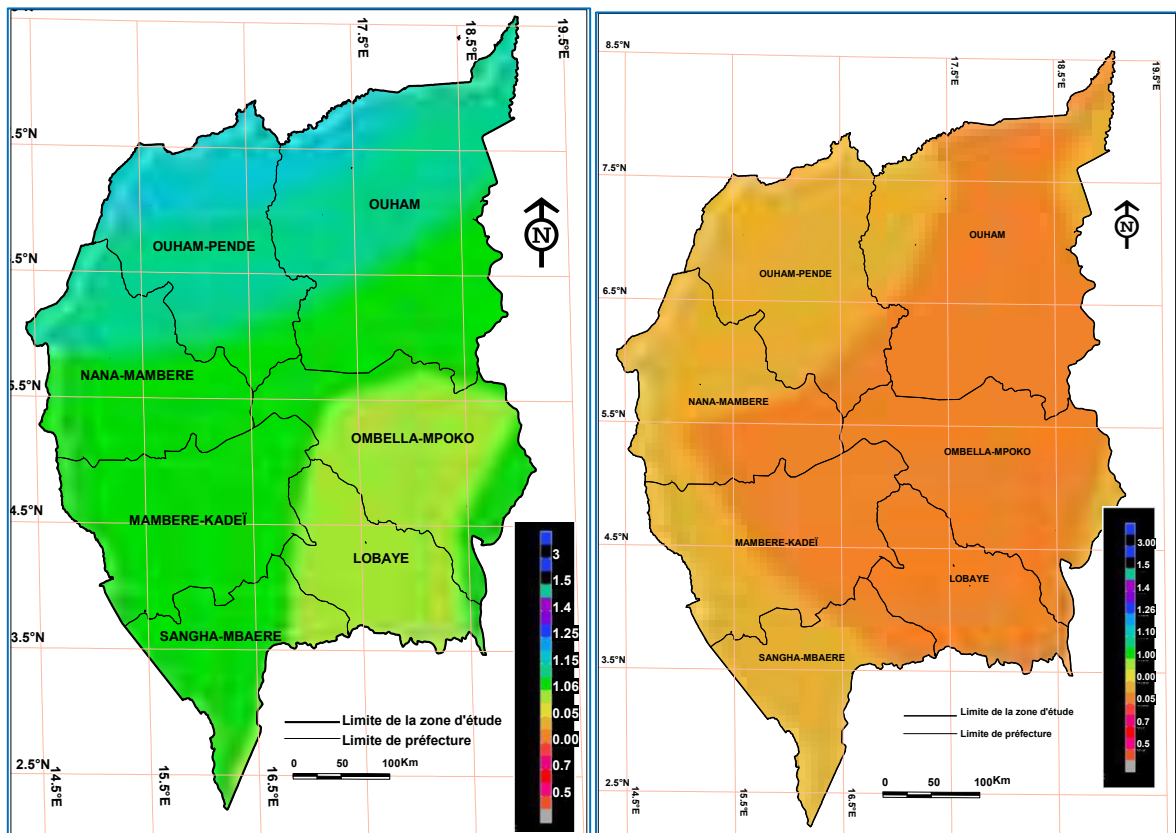 17.5°E
18.5°E
19.5°E
.5°N
OUHAM
OUHAM-PENDE
N
.5°N
NANA-MAMBERE
5.5°N
OMBELLA-MPOKO
MAMBERE-KADEÏ
4.5°N
LOBAYE
SANGHA-MBAERE
3.5°N
Limite de la zone d'étude
Limite de préfecture
0 50 100Km
2.5°N
14.5°E
15.5°E
16.5°E
3
1.5
1.4
1.25
1.15
1.06
0.05
0.00
0.7
0.5
8.5°N
17.5°E
18.5°E
19.5°E
7.5°N
OUHAM
N
OUHAM-PENDE
6.5°N
NANA-MAMBERE
5.5°N
OMBELLA-MPOKO
MAMBERE-KADEÏ
4.5°N
LOBAYE
SANGHA-MBAERE
3.5°N
Limite de la zone d'étude
Limite de préfecture
0 50 100Km
2.5°N
14.5°E
15.5°E
16.5°E
3.00
1.5
1.4
1.26
1.10
1.00
0.00
0.05
0.7
0.5